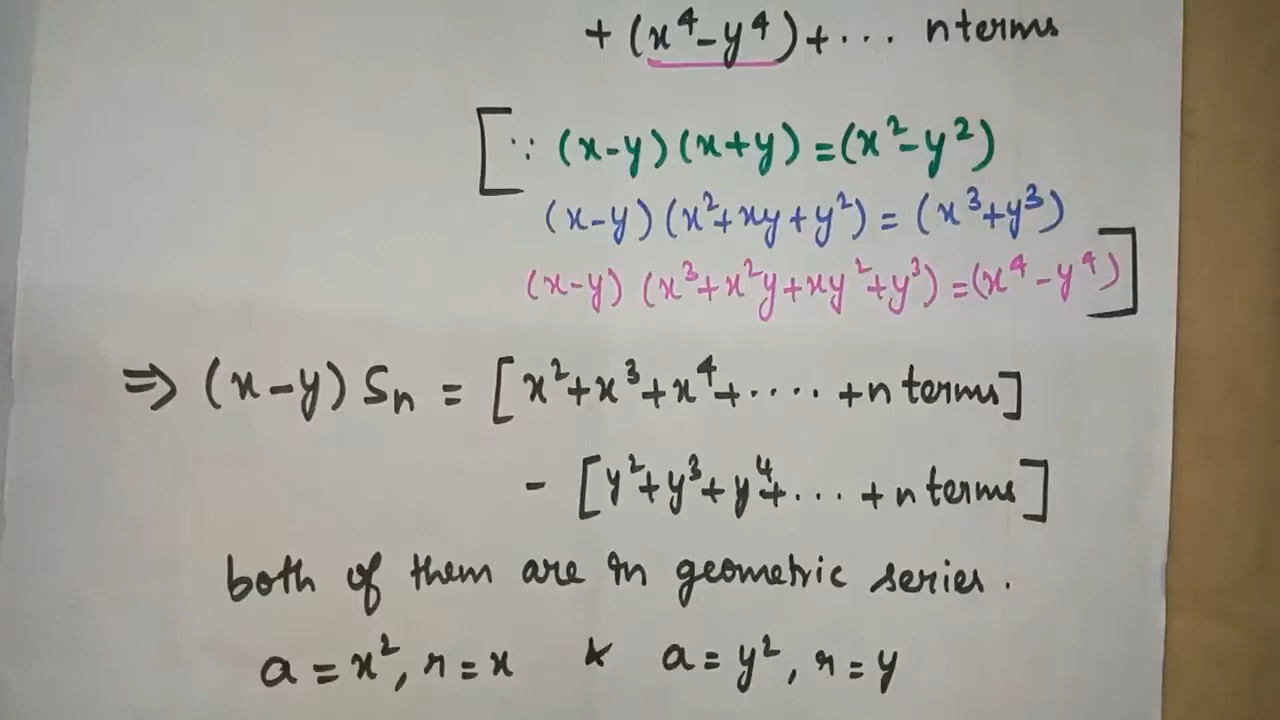 + (x⁴-y⁴) + ... n terms
[∵ (x-y) (x+y) = (x²-y²)
(x-y) (x²+xy+y²) = (x³+y³)
(x-y) (x³+x²y+xy²+y³) = (x⁴-y⁴)]
⇒ (x-y) Sn = [x²+x³+x⁴+ .... +n terms]
- [y²+y³+y⁴+ ... +n terms]
both of them are in geometric series.
a = x², r = x & a = y², r = y